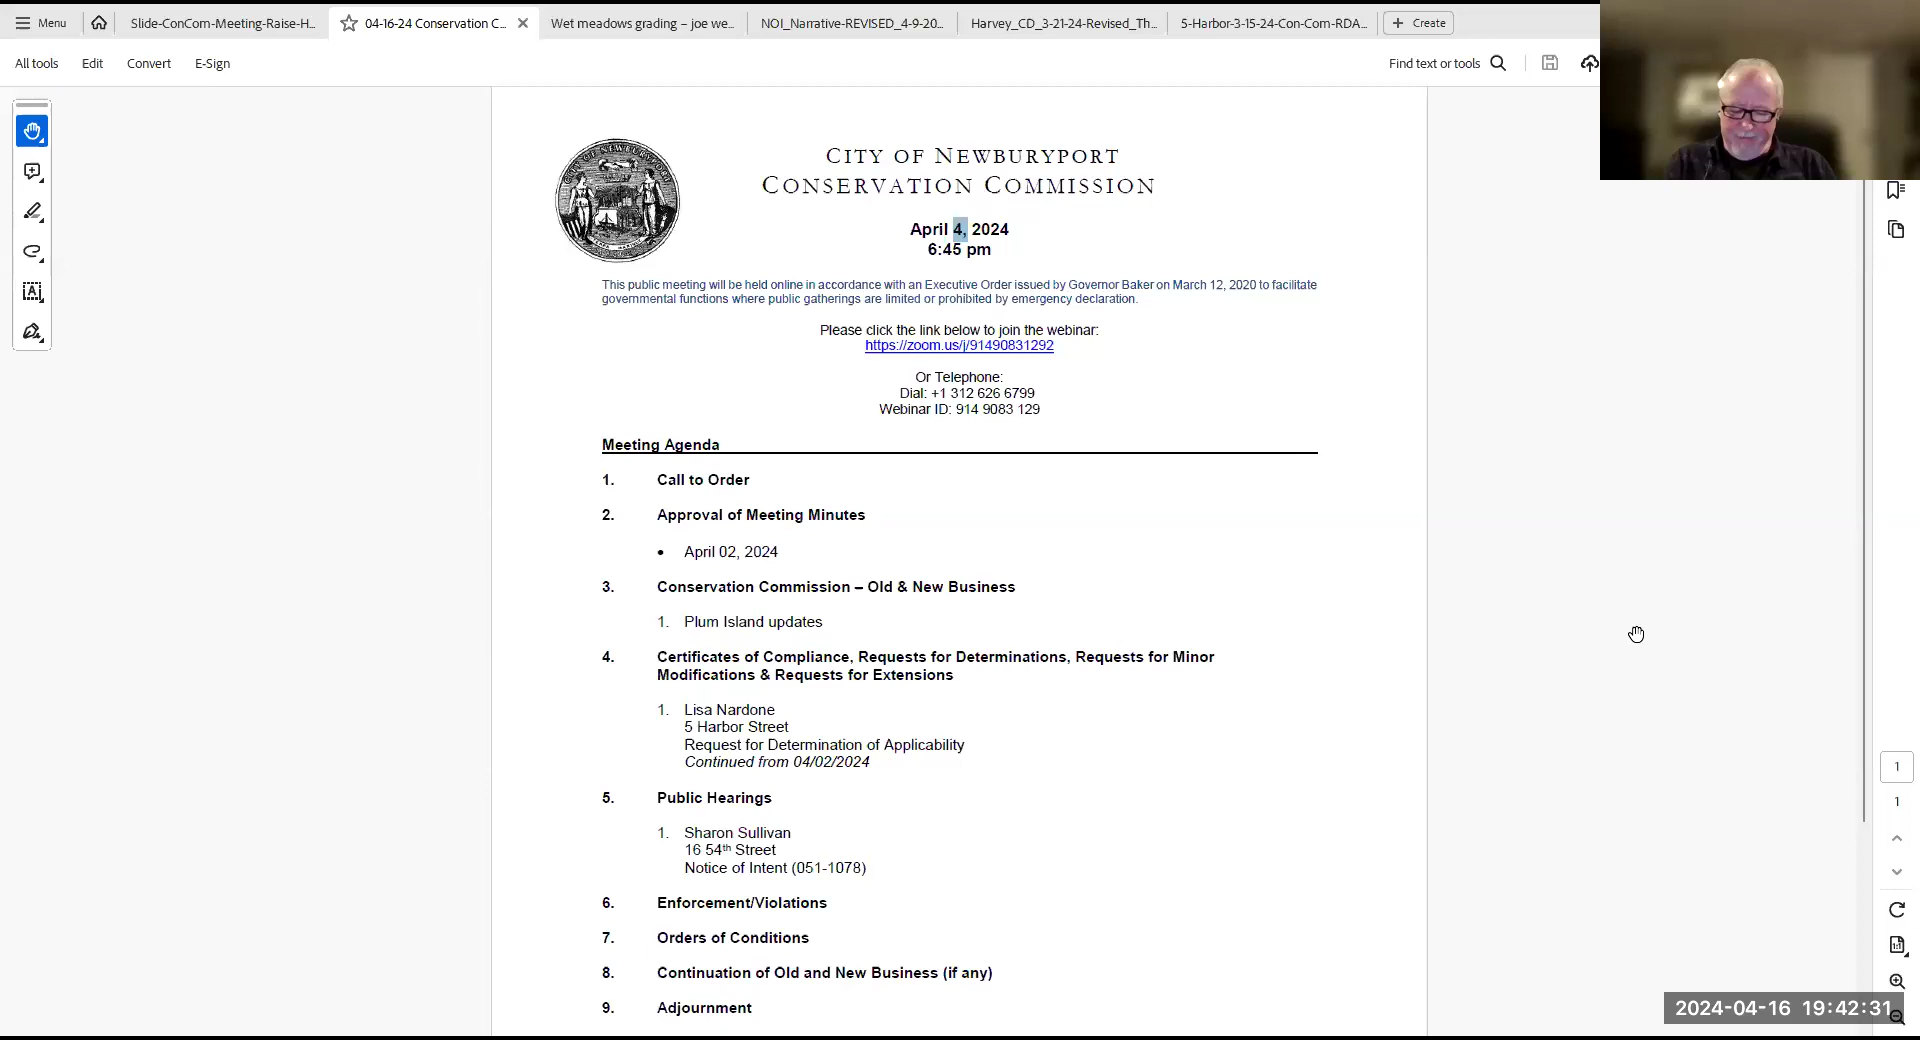 Menu
Slide-ConCom-Meeting-Raise-H...
04-16-24 Conservation C...
Wet meadows grading – joe we...
NOI_Narrative-REVISED_4-9-20...
Harvey_CD_3-21-24-Revised_Th...
5-Harbor-3-15-24-Con-Com-RDA...
Create
All tools
Edit
Convert
E-Sign
Find text or tools
CITY OF NEWBURYPORT
CONSERVATION COMMISSION
April 4, 2024
6:45 pm
This public meeting will be held online in accordance with an Executive Order issued by Governor Baker on March 12, 2020 to facilitate
governmental functions where public gatherings are limited or prohibited by emergency declaration.
Please click the link below to join the webinar:
https://zoom.us/j/91490831292
Or Telephone:
Dial: +1 312 626 6799
Webinar ID: 914 9083 129
Meeting Agenda
1. Call to Order
2. Approval of Meeting Minutes
• April 02, 2024
3. Conservation Commission – Old & New Business
1. Plum Island updates
4. Certificates of Compliance, Requests for Determinations, Requests for Minor
Modifications & Requests for Extensions
1. Lisa Nardone
5 Harbor Street
Request for Determination of Applicability
Continued from 04/02/2024
5. Public Hearings
1. Sharon Sullivan
16 54th Street
Notice of Intent (051-1078)
6. Enforcement/Violations
7. Orders of Conditions
8. Continuation of Old and New Business (if any)
9. Adjournment
1
1
2024-04-16 19:42:31